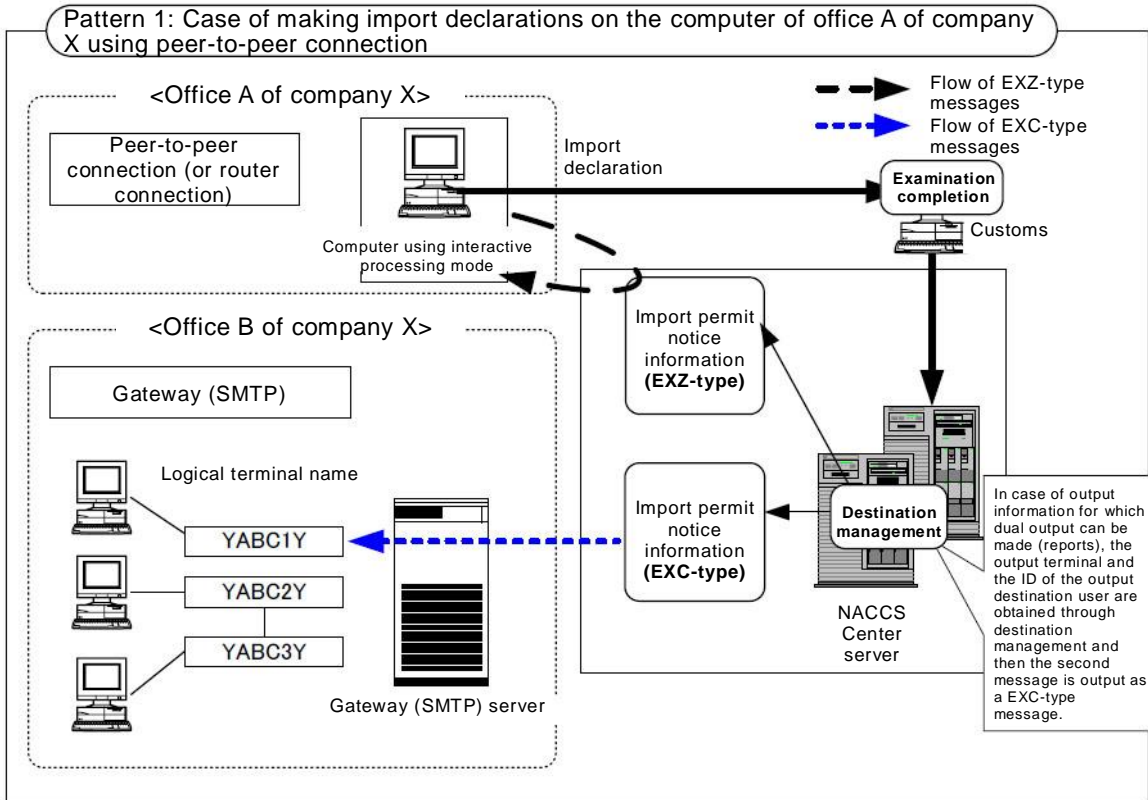 Pattern 1: Case of making import declarations on the computer of office A of company
X using peer-to-peer connection
Flow of EXZ-type
messages
Flow of EXC-type
messages
<Office A of company X>
Peer-to-peer
connection (or router
connection)
Import
declaration
Computer using interactive
processing mode
Examination
completion
Customs
<Office B of company X>
Gateway (SMTP)
Logical terminal name
YABC1Y
YABC2Y
YABC3Y
Gateway (SMTP) server
Import permit
notice
information
(EXZ-type)
Import permit
notice
information
(EXC-type)
Destination
management
NACCS
Center
server
In case of output
information for which
dual output can be
made (reports), the
output terminal and
the ID of the output
destination user are
obtained through
destination
management and
then the second
message is output as
a EXC-type
message.